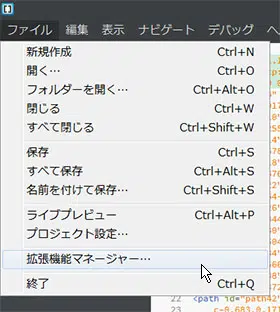 ファイル 編集 表示 ナビゲート デバッグ
新規作成 Ctrl+N
開く... Ctrl+O
フォルダーを開く... Ctrl+Alt+O
閉じる Ctrl+W
すべて閉じる Ctrl+Shift+W
保存 Ctrl+S
すべて保存 Ctrl+Alt+S
名前を付けて保存... Ctrl+Shift+S
ライブプレビュー Ctrl+Alt+P
プロジェクト設定...
拡張機能マネージャー...
終了 Ctrl+Q
22 <path id="path42
23 r-0.683,0.121